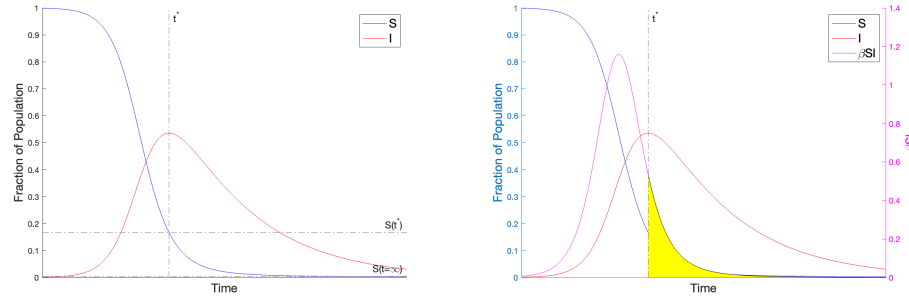 1
0.9
0.8
0.7
0.6
0.5
0.4
0.3
0.2
0.1
0
Fraction of Population
Time
t*
S
I
S(t*)
S(t=∞)
1
0.9
0.8
0.7
0.6
0.5
0.4
0.3
0.2
0.1
0
Fraction of Population
Time
t*
S
I
βSI
1.4
1.2
1
0.8
0.6
0.4
0.2
0
βSI